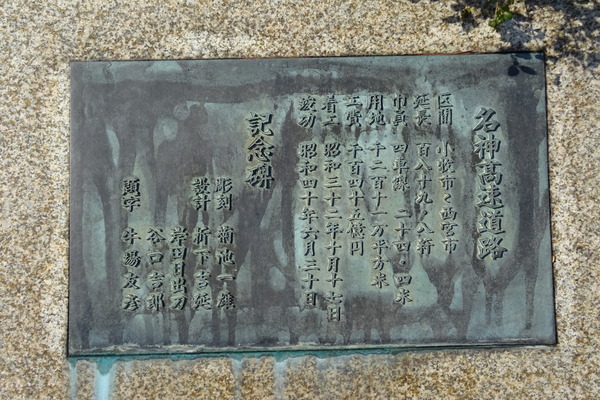 名神高速道路
区間 小牧市と西宮市
延長 百八十九・八粁
巾員 四車線 二十四・四米
用地 千二百十一万平方米
工費 千百四十五億円
着工 昭和三十二年十月十七日
竣功 昭和四十年六月三十日
記念碑
彫刻 菊池一雄
設計 折下吉延
岸田日出刀
谷口吉郎
題字 牛場友彦